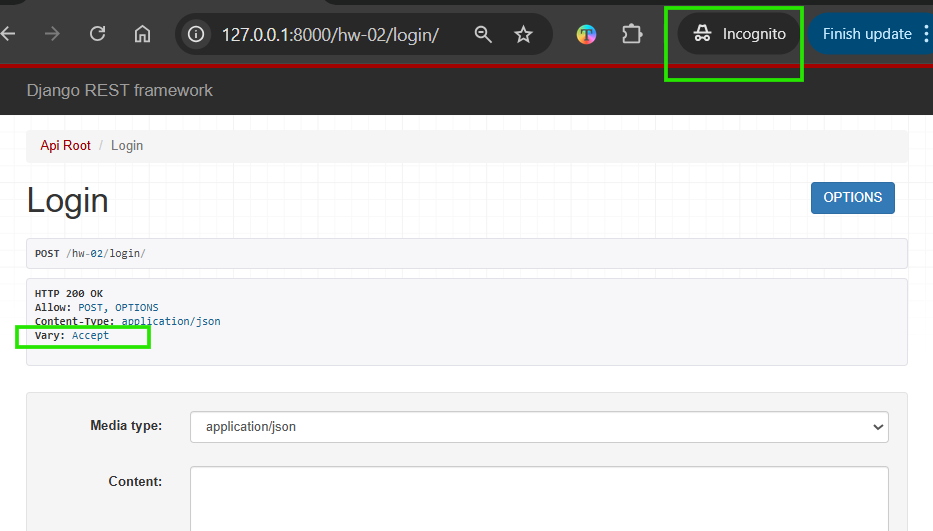 127.0.0.1:8000/hw-02/login/
Incognito
Finish update
Django REST framework
Api Root / Login
Login
OPTIONS
POST /hw-02/login/
HTTP 200 OK
Allow: POST, OPTIONS
Content-Type: application/json
Vary: Accept
Media type:
application/json
Content: